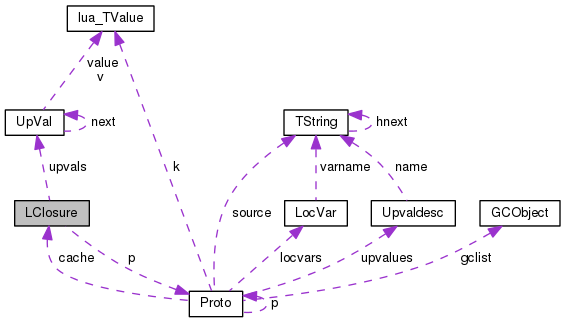 lua_TValue
value
v
UpVal
next
TString
hnext
upvals
k
varname
name
LClosure
source
LocVar
Upvaldesc
GCObject
cache
p
locvars
upvalues
gclist
Proto
p